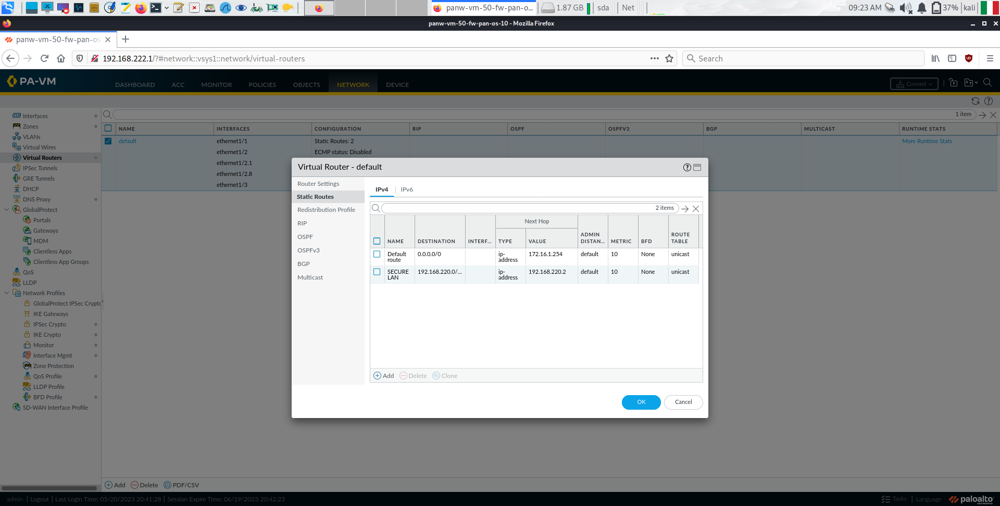 panw-vm-50-fw-pan-o...
1.87 GB
sda
Net
09:23 AM
37%
kali
panw-vm-50-fw-pan-os-10 - Mozilla Firefox
panw-vm-50-fw-pan-os
192.168.222.1/?#network::vsys1::network/virtual-routers
Search
PA-VM
DASHBOARD
ACC
MONITOR
POLICIES
OBJECTS
NETWORK
DEVICE
Commit
Interfaces
Zones
VLANs
Virtual Wires
Virtual Routers
IPSec Tunnels
GRE Tunnels
DHCP
DNS Proxy
GlobalProtect
Portals
Gateways
MDM
Clientless Apps
Clientless App Groups
QoS
LLDP
Network Profiles
GlobalProtect IPSec Crypto
IKE Gateways
IPSec Crypto
IKE Crypto
Monitor
Interface Mgmt
Zone Protection
QoS Profile
LLDP Profile
BFD Profile
SD-WAN Interface Profile
1 item
NAME INTERFACES CONFIGURATION RIP OSPF OSPFV3 BGP MULTICAST RUNTIME STATS
default ethernet1/1 Static Routes: 2 More Runtime Stats
ethernet1/2 ECMP status: Disabled
ethernet1/2.1
ethernet1/2.8
ethernet1/3
Virtual Router - default
Router Settings
Static Routes
Redistribution Profile
RIP
OSPF
OSPFv3
BGP
Multicast
IPv4
IPv6
2 items
Next Hop
NAME DESTINATION INTERF... TYPE VALUE ADMIN DISTAN... METRIC BFD ROUTE TABLE
Default route 0.0.0.0/0 ip-address 172.16.1.254 default 10 None unicast
SECURE LAN 192.168.220.0/... ip-address 192.168.220.2 default 10 None unicast
Add Delete Clone
OK Cancel
Add Delete PDF/CSV
admin | Logout | Last Login Time: 05/20/2023 20:41:28 | Session Expire Time: 06/19/2023 20:42:23
Tasks | Language
paloalto
NETWORKS